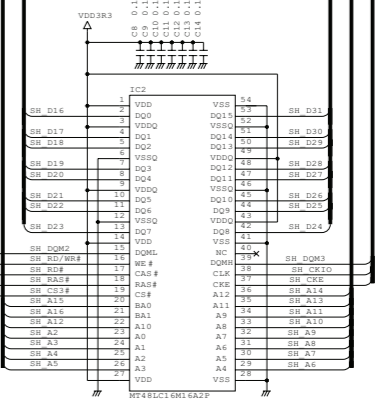 VDD3R3
C8 0.1
C9 0.1
C10 0.1
C11 0.1
C12 0.1
C13 0.1
C14 0.1
IC2
1 VDD VSS 54
SH_D16 2 DQ0 DQ15 53 SH_D31
3 VDDQ VSSQ 52
SH_D17 4 DQ1 DQ14 51 SH_D30
SH_D18 5 DQ2 DQ13 50 SH_D29
6 VSSQ VDDQ 49
SH_D19 7 DQ3 DQ12 48 SH_D28
SH_D20 8 DQ4 DQ11 47 SH_D27
9 VDDQ VSSQ 46
SH_D21 10 DQ5 DQ10 45 SH_D26
SH_D22 11 DQ6 DQ9 44 SH_D25
12 VSSQ VDDQ 43
SH_D23 13 DQ7 DQ8 42 SH_D24
14 VDD VSS 41
SH_DQM2 15 DQML NC 40
SH_RD/WR# 16 WE# DQMH 39 SH_DQM3
SH_RD# 17 CAS# CLK 38 SH_CKIO
SH_RAS# 18 RAS# CKE 37 SH_CKE
SH_CS3# 19 CS# A12 36 SH_A14
SH_A15 20 BA0 A11 35 SH_A13
SH_A16 21 BA1 A9 34 SH_A11
SH_A12 22 A10 A8 33 SH_A10
SH_A2 23 A0 A7 32 SH_A9
SH_A3 24 A1 A6 31 SH_A8
SH_A4 25 A2 A5 30 SH_A7
SH_A5 26 A3 A4 29 SH_A6
27 VDD VSS 28
MT48LC16M16A2P